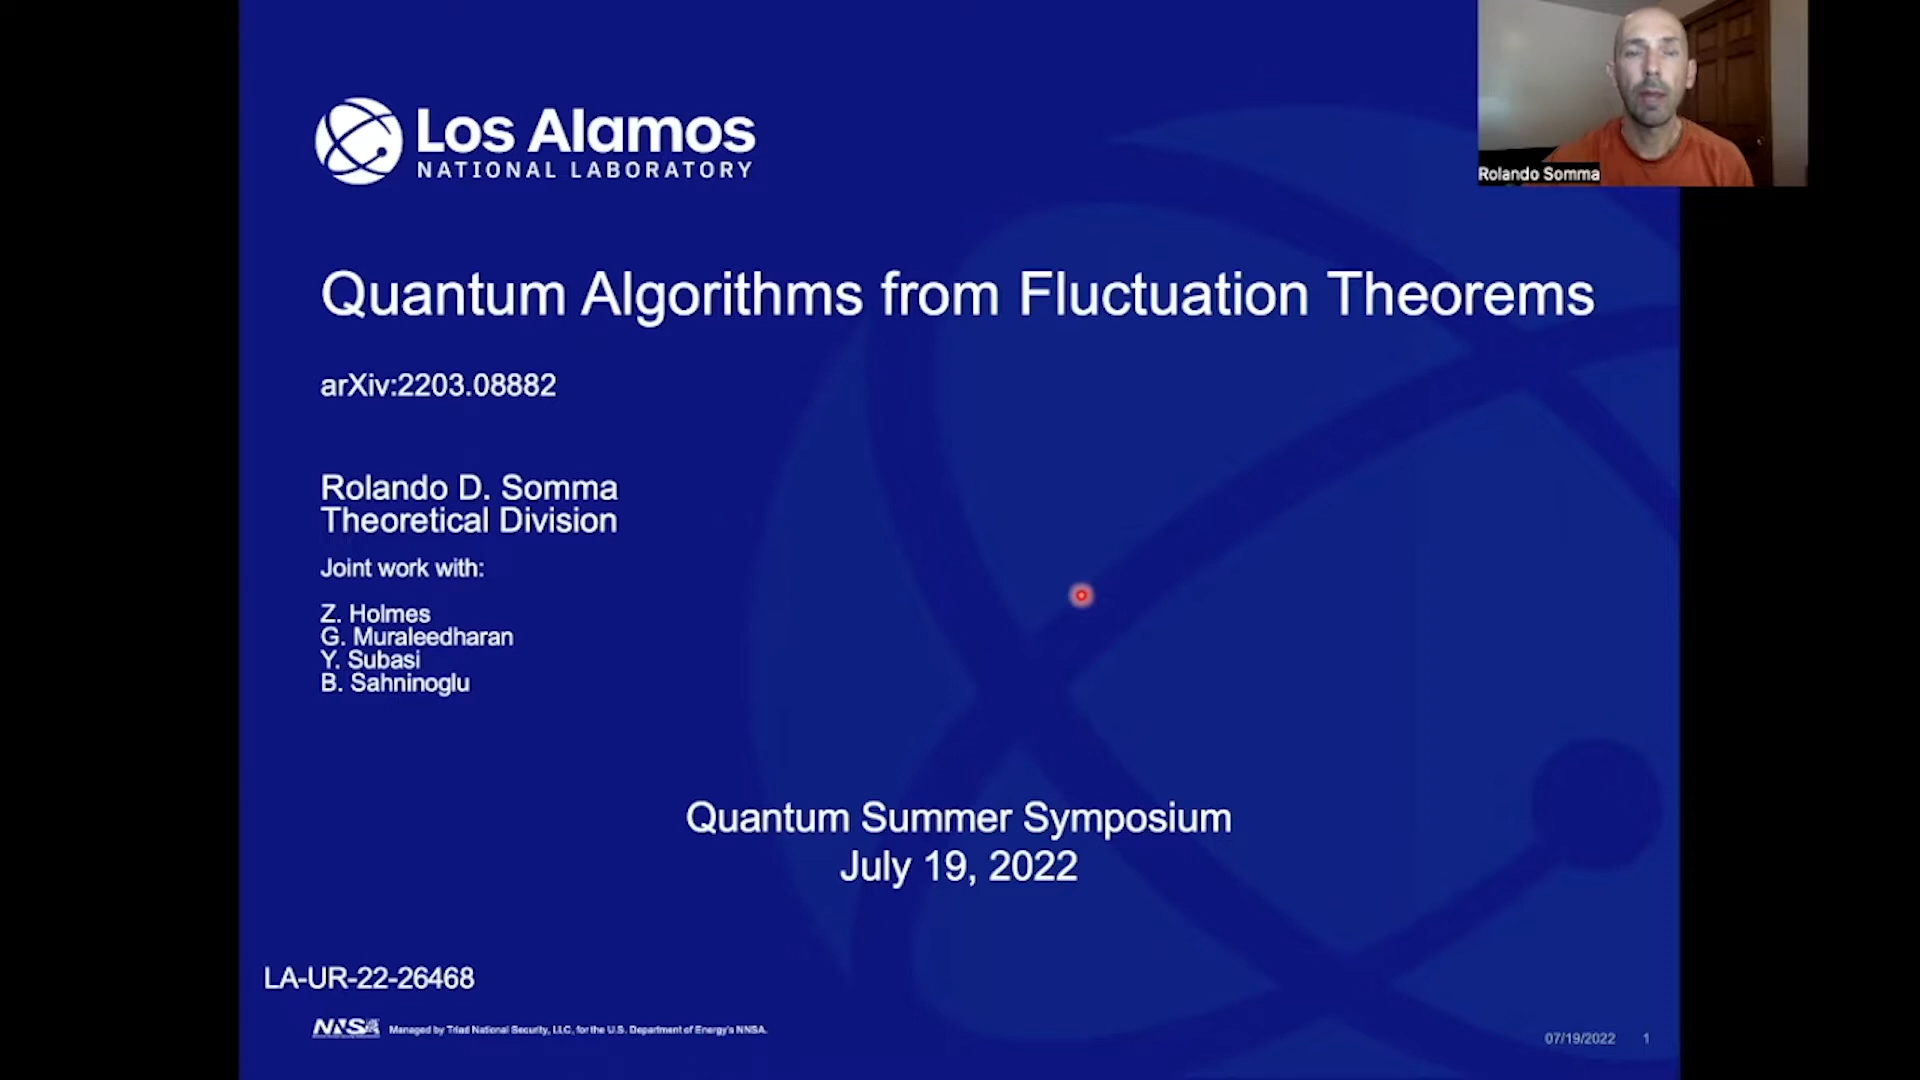 Los Alamos
NATIONAL LABORATORY
Rolando Somma
Quantum Algorithms from Fluctuation Theorems
arXiv:2203.08882
Rolando D. Somma
Theoretical Division
Joint work with:
Z. Holmes
G. Muraleedharan
Y. Subasi
B. Sahninoglu
Quantum Summer Symposium
July 19, 2022
LA-UR-22-26468
NNSA
Managed by Triad National Security, LLC, for the U.S. Department of Energy's NNSA.
07/19/2022 1